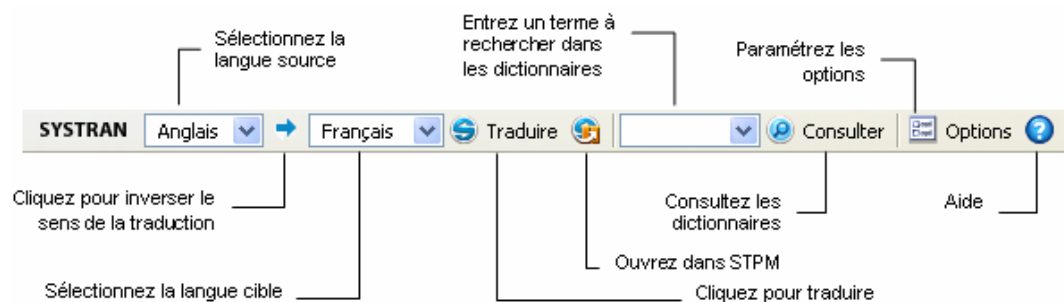 Sélectionnez la
langue source
Entrez un terme à
rechercher dans
les dictionnaires
Paramétrez les
options
SYSTRAN Anglais Français Traduire Consulter Options ?
Cliquez pour inverser le
sens de la traduction
Consultez les
dictionnaires
Aide
Ouvrez dans STPM
Sélectionnez la langue cible
Cliquez pour traduire